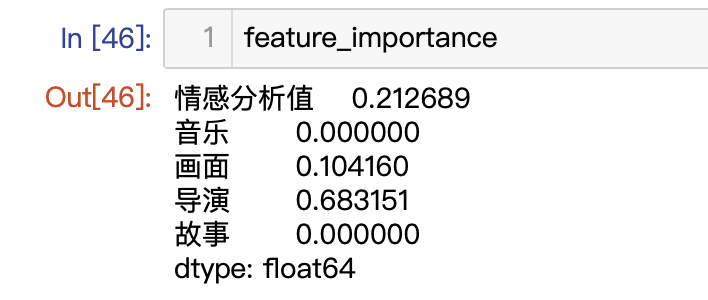 In [46]: 1 feature_importance
Out[46]: 情感分析值 0.212689
音乐 0.000000
画面 0.104160
导演 0.683151
故事 0.000000
dtype: float64